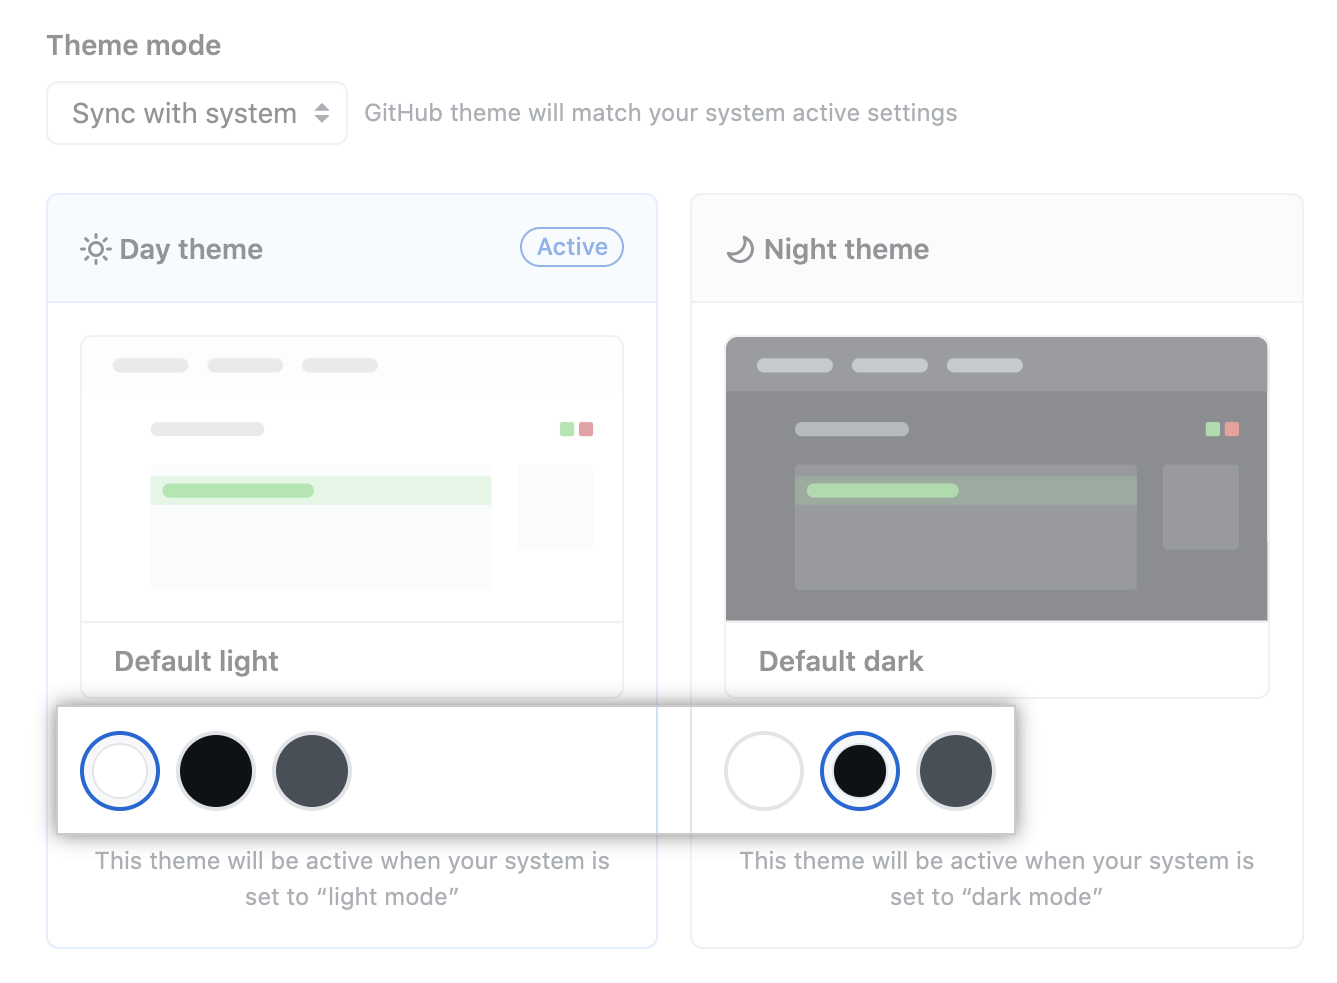 Theme mode
Sync with system
GitHub theme will match your system active settings
Day theme
Active
Default light
This theme will be active when your system is
set to “light mode”
Night theme
Default dark
This theme will be active when your system is
set to “dark mode”